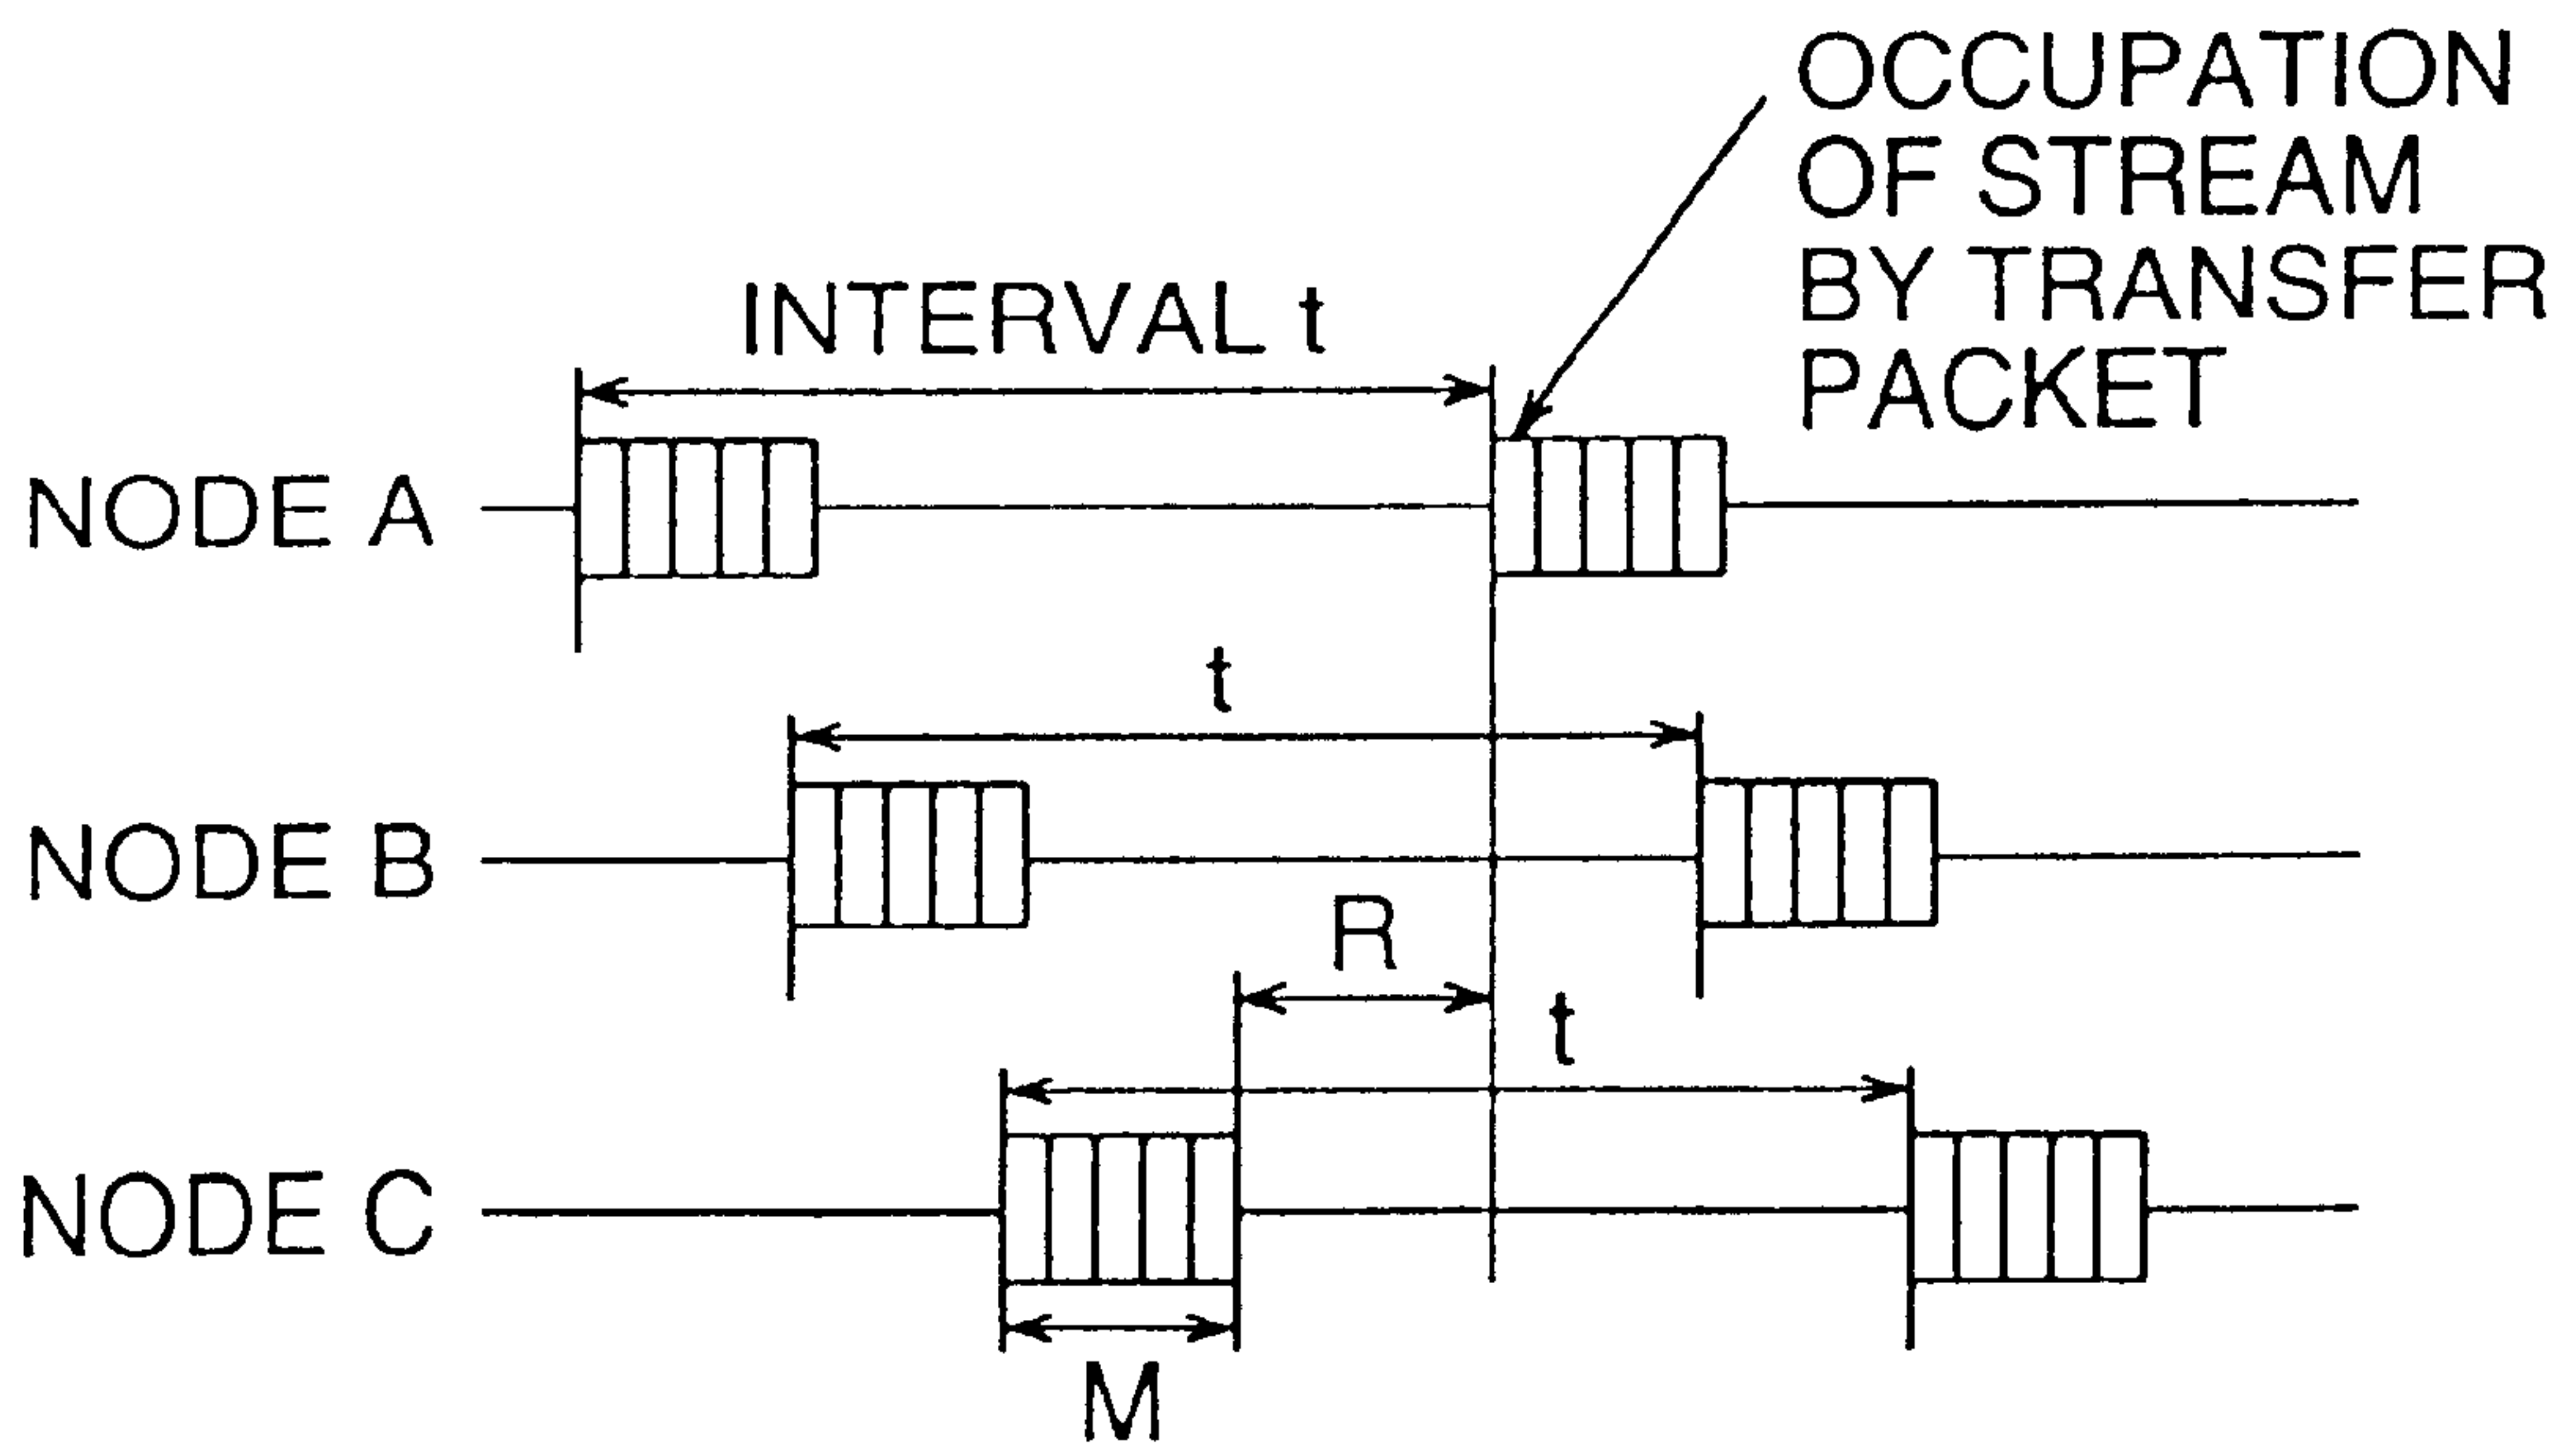 OCCUPATION
OF STREAM
BY TRANSFER
PACKET
INTERVAL t
NODE A
t
NODE B
R
t
NODE C
M